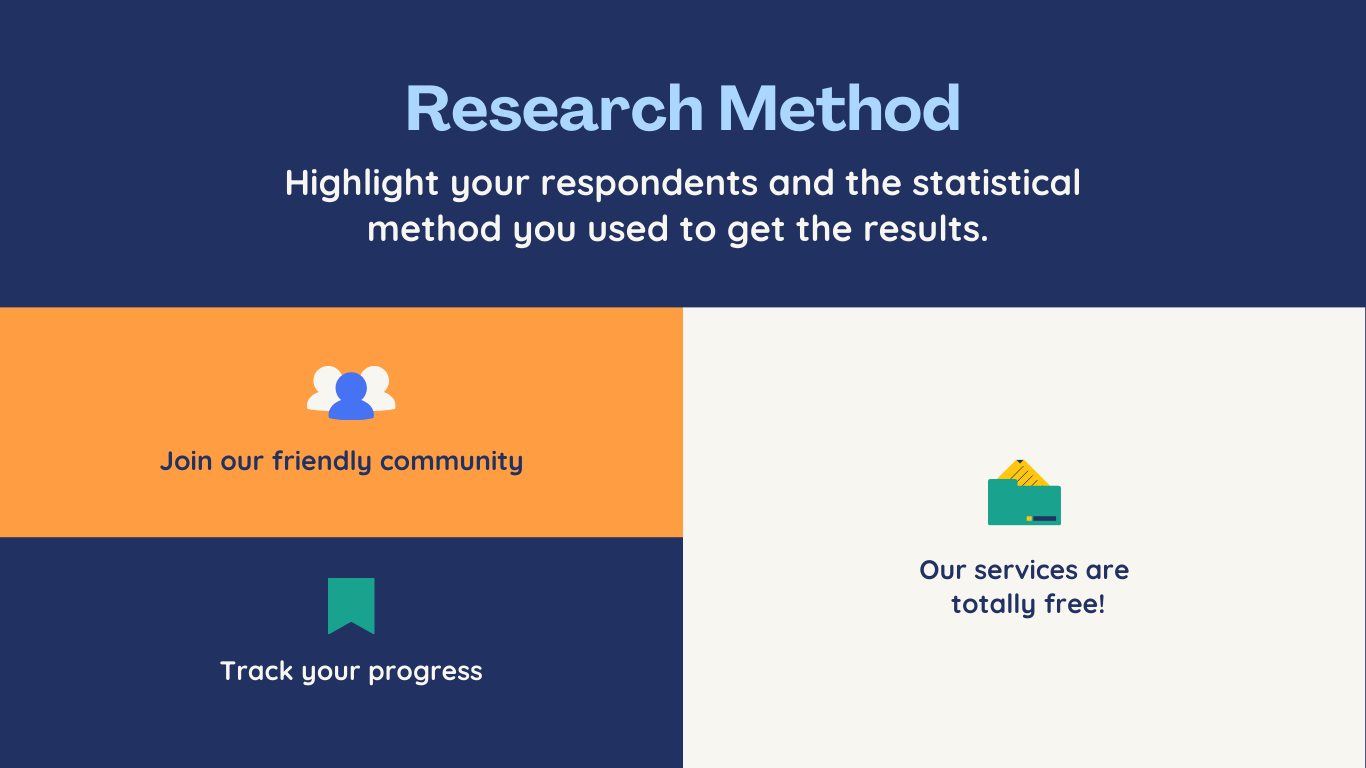 Research Method
Highlight your respondents and the statistical
method you used to get the results.
Join our friendly community
Track your progress
Our services are
totally free!